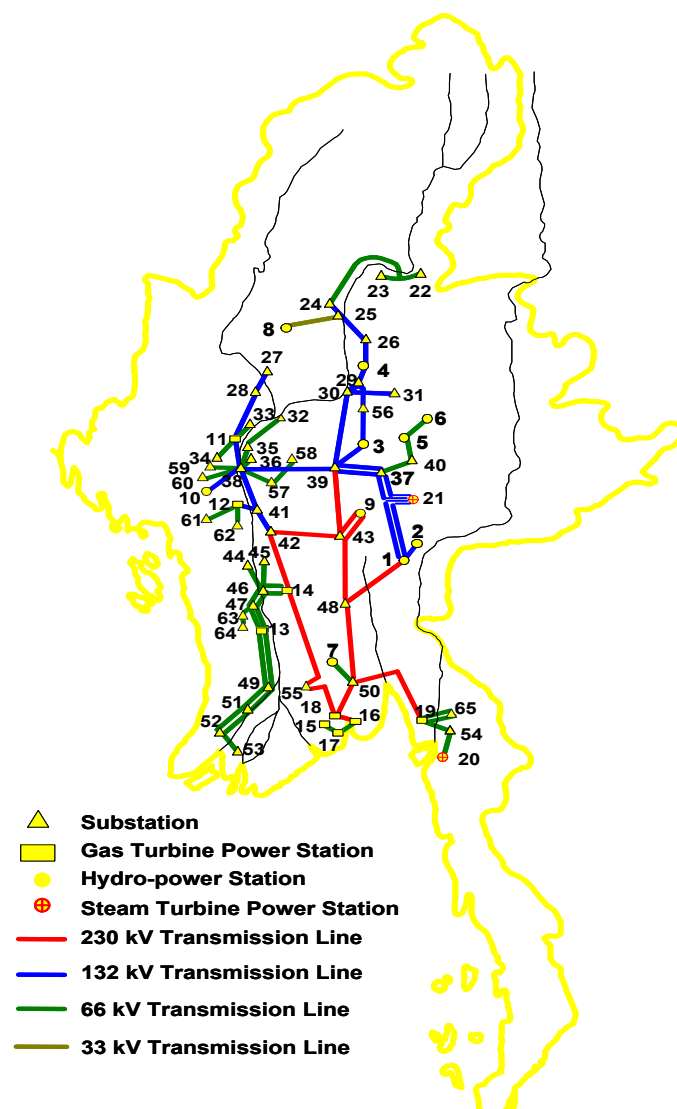 23 22
24
25
8
26
27
4
29
28 30 31
56
33 32
6
11
35 5
34 36 58 3
59 40
60 38 39 37
10 57 21
12 9
41
61 2
62 42 43
44 45 1
46 14
47 48
63
64 13
7
49 55 50
51 18 16 19 65
52 15 54
17
53 20
Substation
Gas Turbine Power Station
Hydro-power Station
Steam Turbine Power Station
230 kV Transmission Line
132 kV Transmission Line
66 kV Transmission Line
33 kV Transmission Line